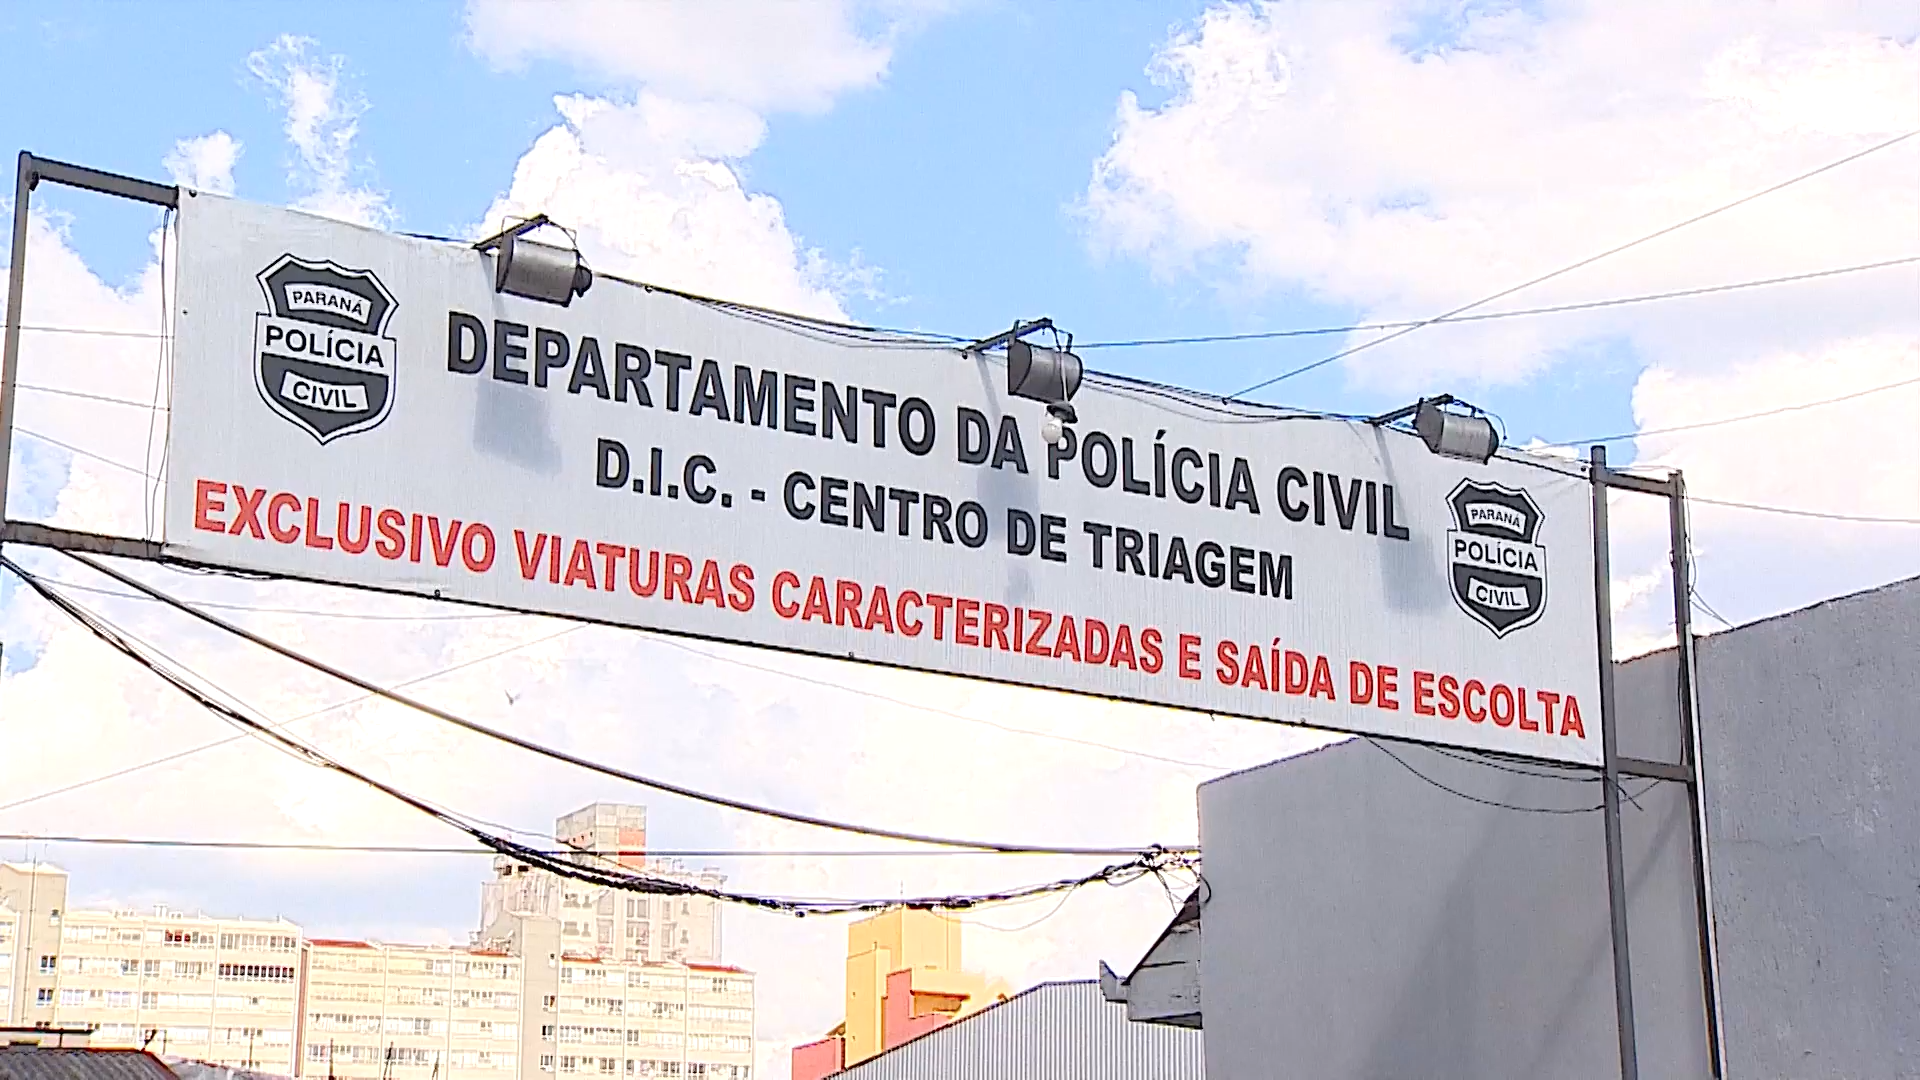 PARANÁ
POLÍCIA
CIVIL
DEPARTAMENTO DA POLÍCIA CIVIL
D.I.C. - CENTRO DE TRIAGEM
EXCLUSIVO VIATURAS CARACTERIZADAS E SAÍDA DE ESCOLTA
PARANÁ
POLÍCIA
CIVIL